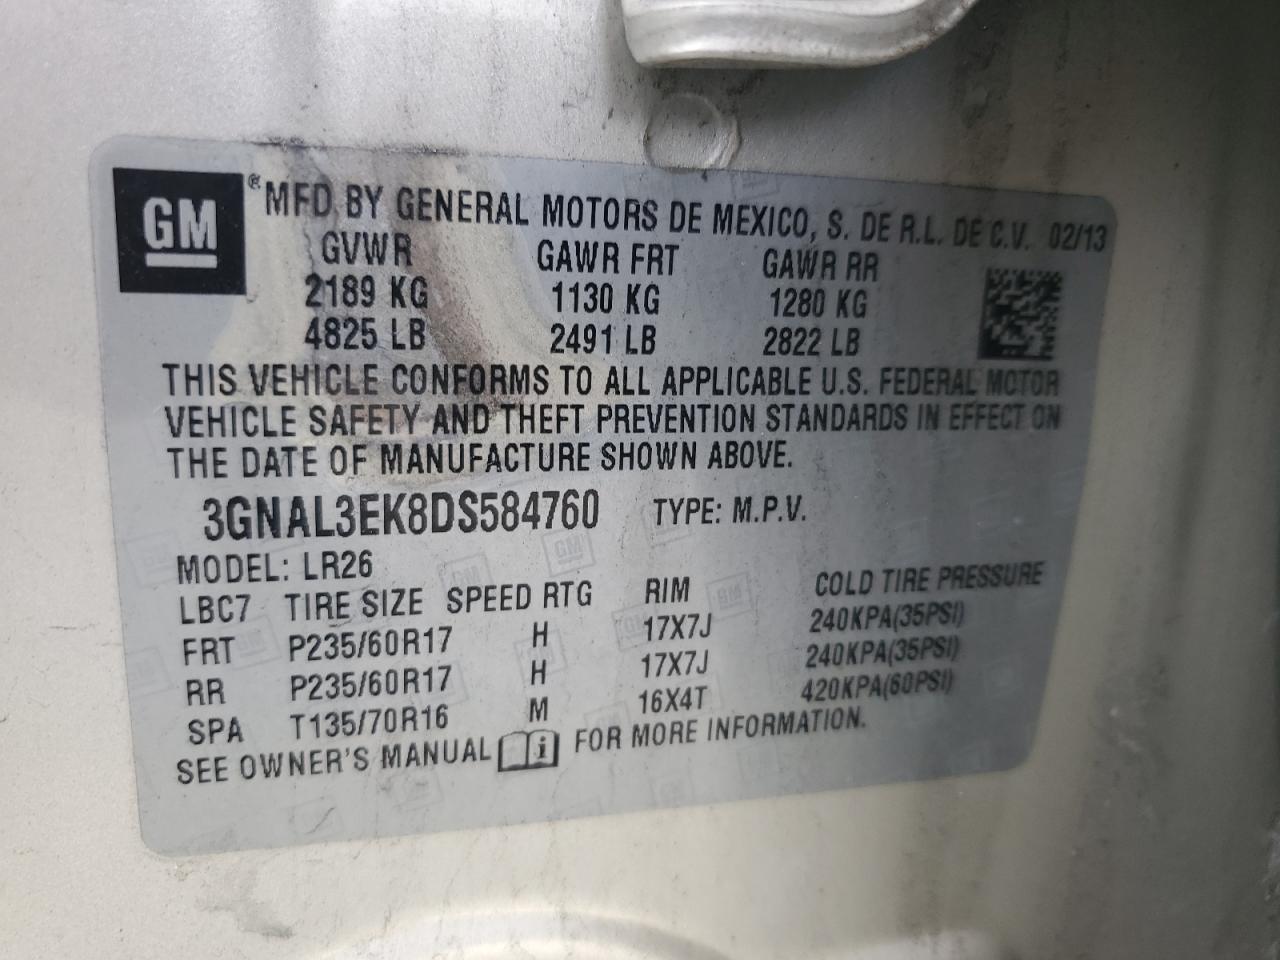 GM ® MFD BY GENERAL MOTORS DE MEXICO, S. DE R.L. DE C.V. 02/13
GVWR GAWR FRT GAWR RR
2189 KG 1130 KG 1280 KG
4825 LB 2491 LB 2822 LB
THIS VEHICLE CONFORMS TO ALL APPLICABLE U.S. FEDERAL MOTOR
VEHICLE SAFETY AND THEFT PREVENTION STANDARDS IN EFFECT ON
THE DATE OF MANUFACTURE SHOWN ABOVE.
3GNAL3EK8DS584760 TYPE: M.P.V.
MODEL: LR26
LBC7 TIRE SIZE SPEED RTG RIM COLD TIRE PRESSURE
FRT P235/60R17 H 17X7J 240KPA(35PSI)
RR P235/60R17 H 17X7J 240KPA(35PSI)
SPA T135/70R16 M 16X4T 420KPA(60PSI)
SEE OWNER'S MANUAL i FOR MORE INFORMATION.